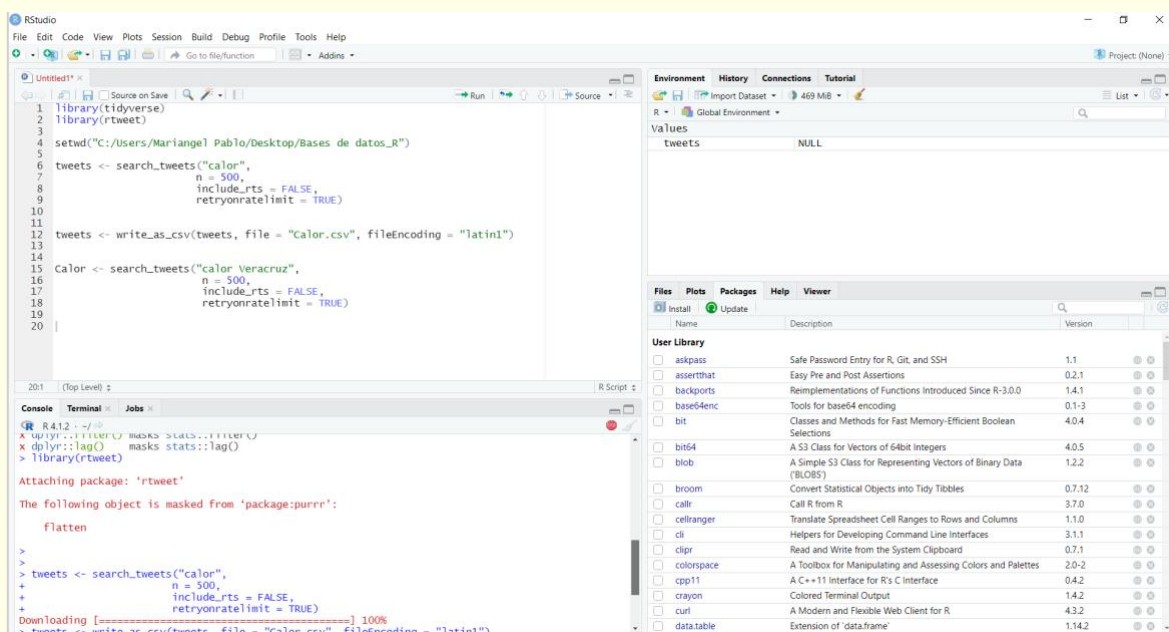 RStudio
File Edit Code View Plots Session Build Debug Profile Tools Help
Go to file/function Addins Project: (None)
Untitled1*
Source on Save Run Source
1 library(tidyverse)
2 library(rtweet)
3
4 setwd("C:/Users/Mariangel Pablo/Desktop/Bases de datos_R")
5
6 tweets <- search_tweets("calor",
7 n = 500,
8 include_rts = FALSE,
9 retryonratelimit = TRUE)
10
11
12 tweets <- write_as_csv(tweets, file = "Calor.csv", fileEncoding = "latin1")
13
14
15 Calor <- search_tweets("calor Veracruz",
16 n = 500,
17 include_rts = FALSE,
18 retryonratelimit = TRUE)
19
20
20:1 (Top Level) R Script
Console Terminal Jobs
R 4.1.2 · ~/
x dplyr::filter() masks stats::filter()
x dplyr::lag() masks stats::lag()
> library(rtweet)
Attaching package: ‘rtweet’
The following object is masked from ‘package:purrr’:
flatten
>
>
> tweets <- search_tweets("calor",
+ n = 500,
+ include_rts = FALSE,
+ retryonratelimit = TRUE)
Downloading [=========================================] 100%
> tweets <- write_as_csv(tweets, file = "Calor.csv", fileEncoding = "latin1")
Environment History Connections Tutorial
Import Dataset 469 MiB List
R Global Environment
Values
tweets NULL
Files Plots Packages Help Viewer
Install Update
Name Description Version
User Library
askpass Safe Password Entry for R, Git, and SSH 1.1
assertthat Easy Pre and Post Assertions 0.2.1
backports Reimplementations of Functions Introduced Since R-3.0.0 1.4.1
base64enc Tools for base64 encoding 0.1-3
bit Classes and Methods for Fast Memory-Efficient Boolean 4.0.4
Selections
bit64 A S3 Class for Vectors of 64bit Integers 4.0.5
blob A Simple S3 Class for Representing Vectors of Binary Data 1.2.2
('BLOBS')
broom Convert Statistical Objects into Tidy Tibbles 0.7.12
callr Call R from R 3.7.0
cellranger Translate Spreadsheet Cell Ranges to Rows and Columns 1.1.0
cli Helpers for Developing Command Line Interfaces 3.1.1
clipr Read and Write from the System Clipboard 0.7.1
colorspace A Toolbox for Manipulating and Assessing Colors and Palettes 2.0-2
cpp11 A C++11 Interface for R's C Interface 0.4.2
crayon Colored Terminal Output 1.4.2
curl A Modern and Flexible Web Client for R 4.3.2
data.table Extension of `data.frame` 1.14.2